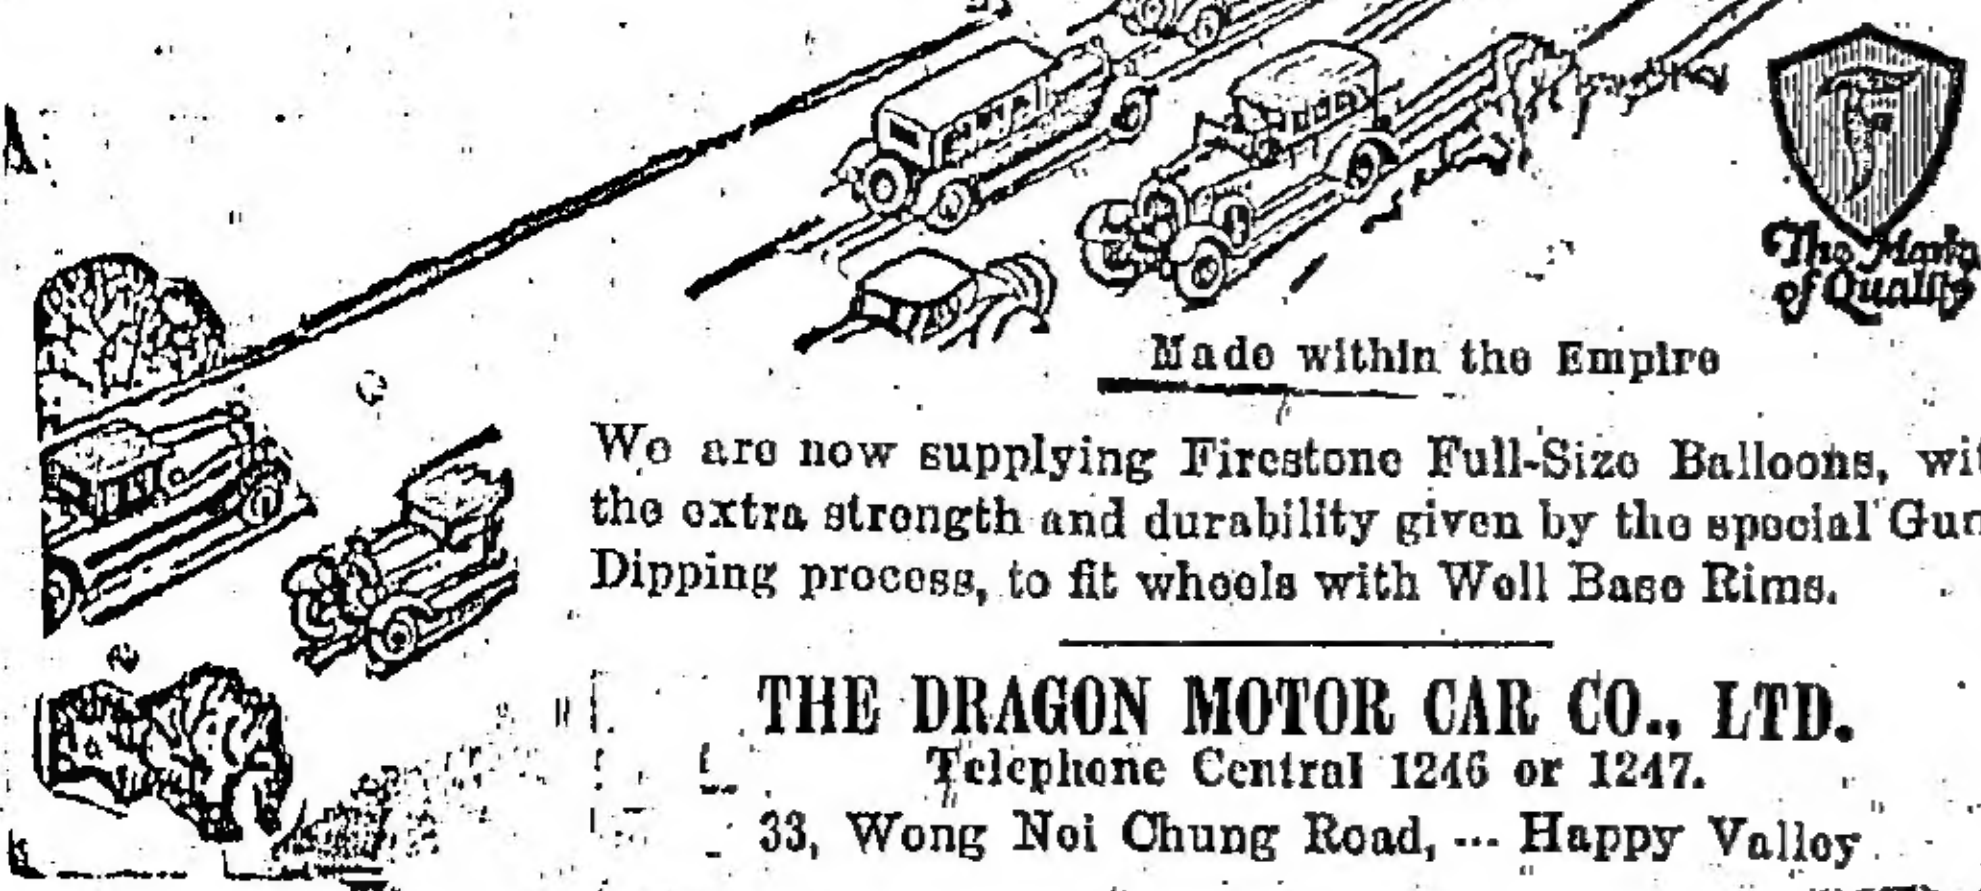 The Mark
of Quality
Made within the Empire
We are now supplying Firestone Full-Size Balloons, wit
the extra strength and durability given by the special Gum
Dipping process, to fit wheels with Well Base Rims.
THE DRAGON MOTOR CAR CO., LTD.
Telephone Central 1246 or 1247.
33, Wong Nei Chung Road, ... Happy Valley